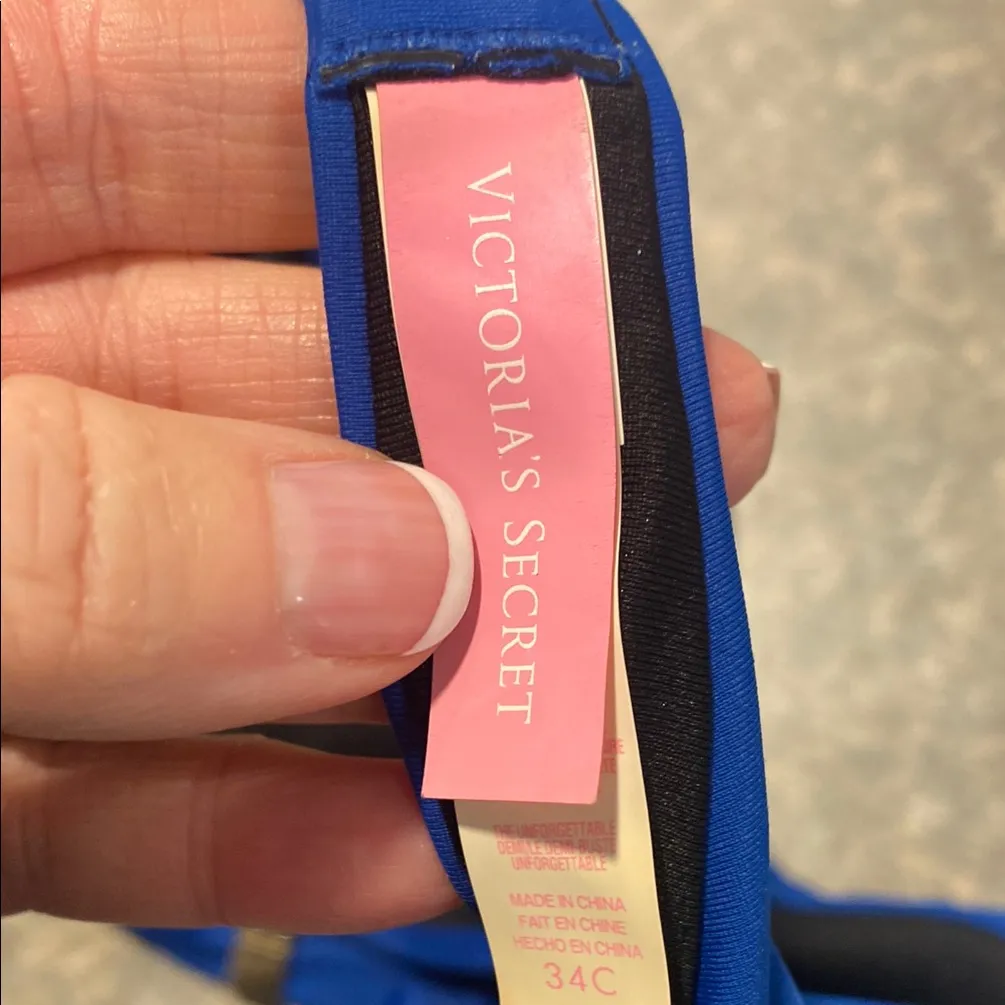 VICTORIA'S SECRET
THE UNFORGETTABLE
DEMI/LE DEMI-BUSTE
UNFORGETTABLE
MADE IN CHINA
FAIT EN CHINE
HECHO EN CHINA
34C